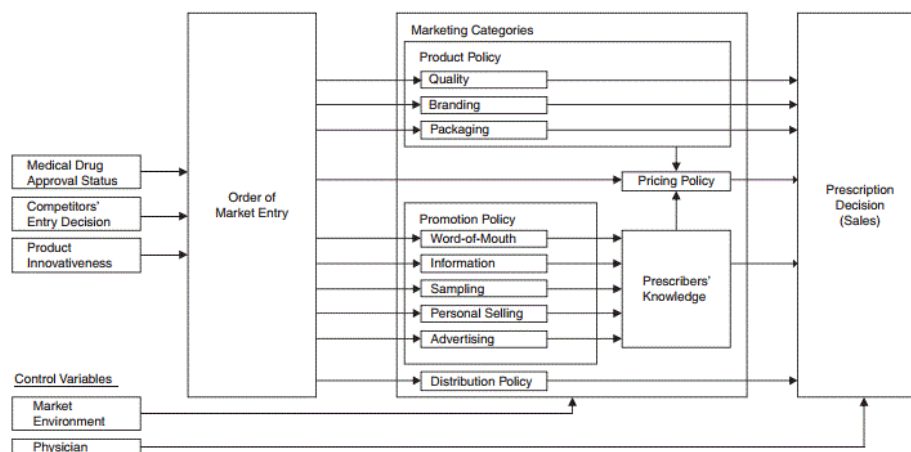 Marketing Categories
Product Policy
Quality
Branding
Packaging
Medical Drug
Approval Status
Competitors'
Entry Decision
Product
Innovativeness
Order of
Market Entry
Pricing Policy
Prescription
Decision
(Sales)
Promotion Policy
Word-of-Mouth
Information
Sampling
Personal Selling
Advertising
Prescribers'
Knowledge
Distribution Policy
Control Variables
Market
Environment
Physician